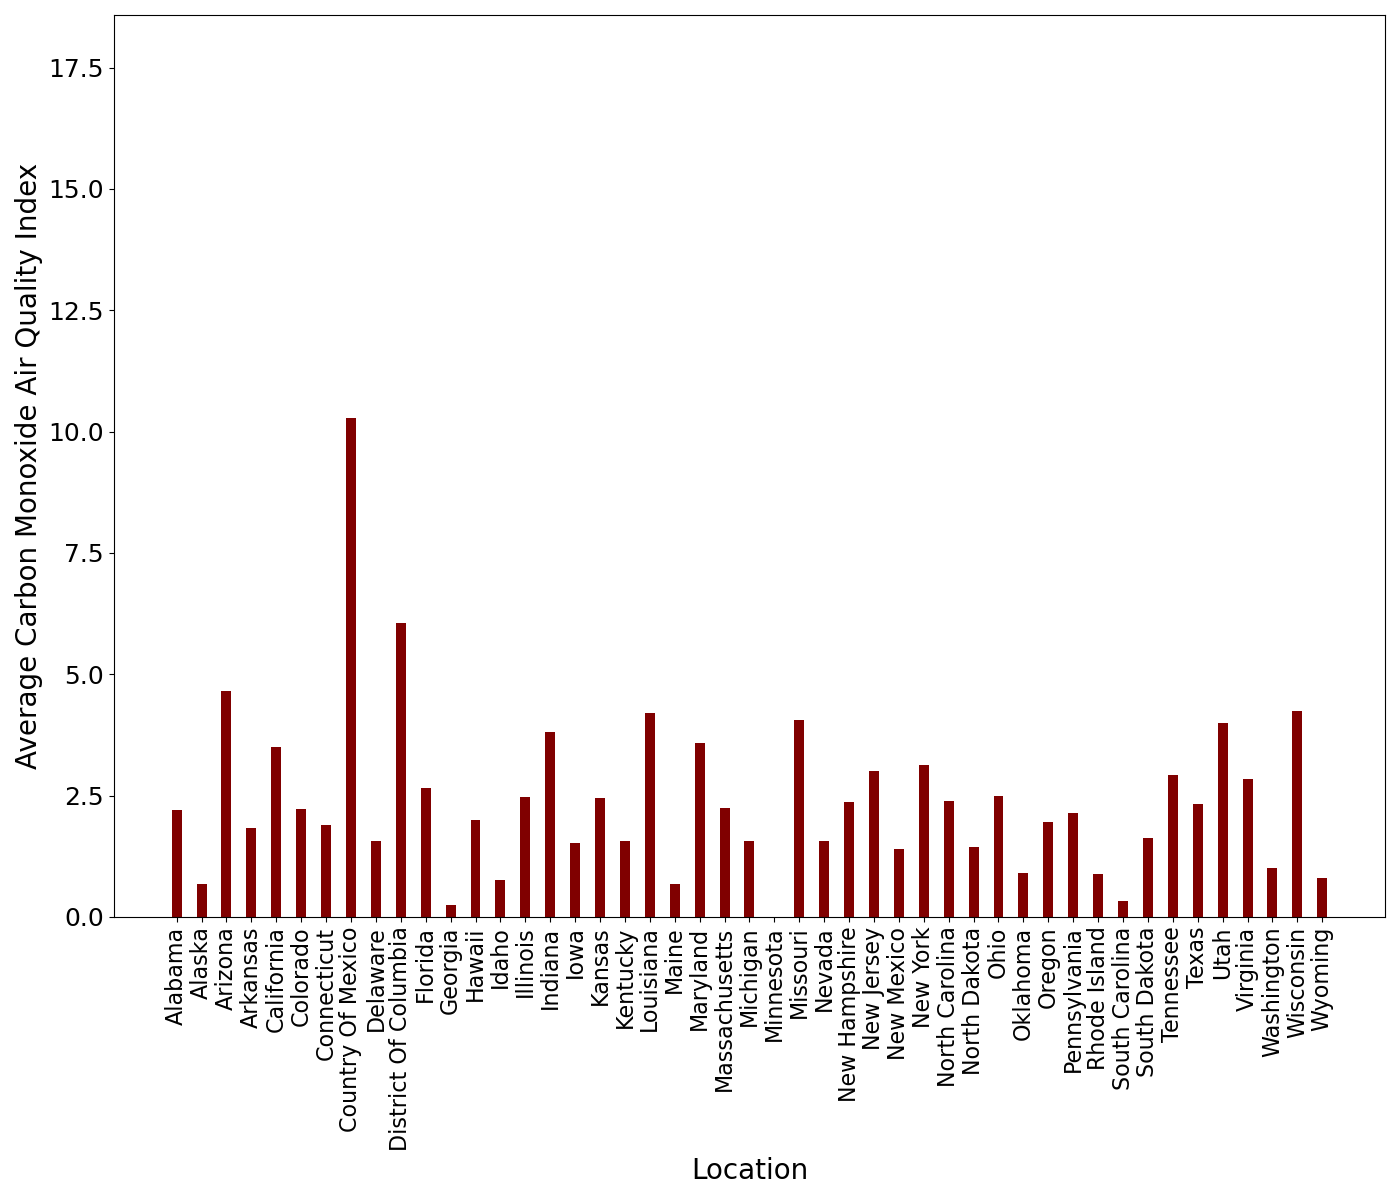 17.5
15.0
12.5
10.0
7.5
5.0
2.5
0.0
Average Carbon Monoxide Air Quality Index
Alabama
Alaska
Arizona
Arkansas
California
Colorado
Connecticut
Country Of Mexico
Delaware
District Of Columbia
Florida
Georgia
Hawaii
Idaho
Illinois
Indiana
Iowa
Kansas
Kentucky
Louisiana
Maine
Maryland
Massachusetts
Michigan
Minnesota
Missouri
Nevada
New Hampshire
New Jersey
New Mexico
New York
North Carolina
North Dakota
Ohio
Oklahoma
Oregon
Pennsylvania
Rhode Island
South Carolina
South Dakota
Tennessee
Texas
Utah
Virginia
Washington
Wisconsin
Wyoming
Location